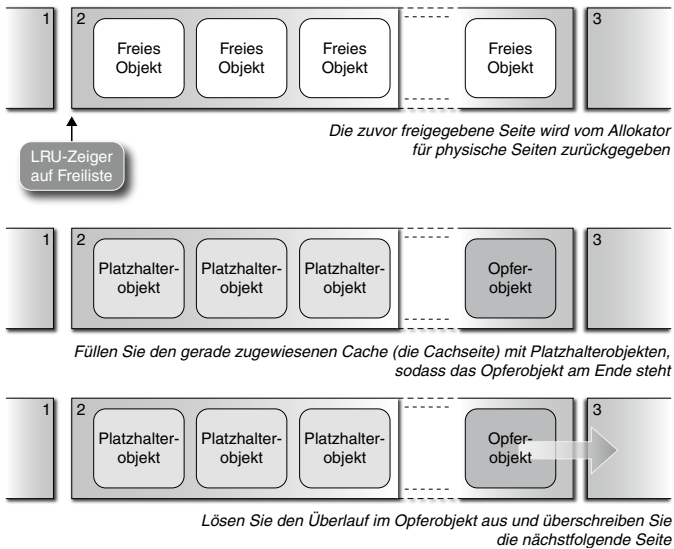 1
2
3
Freies
Objekt
Freies
Objekt
Freies
Objekt
Freies
Objekt
LRU-Zeiger
auf Freiliste
Die zuvor freigegebene Seite wird vom Allokator
für physische Seiten zurückgegeben
1
2
3
Platzhalter-
objekt
Platzhalter-
objekt
Platzhalter-
objekt
Opfer-
objekt
Füllen Sie den gerade zugewiesenen Cache (die Cachseite) mit Platzhalterobjekten,
sodass das Opferobjekt am Ende steht
1
2
3
Platzhalter-
objekt
Platzhalter-
objekt
Platzhalter-
objekt
Opfer-
objekt
Lösen Sie den Überlauf im Opferobjekt aus und überschreiben Sie
die nächstfolgende Seite